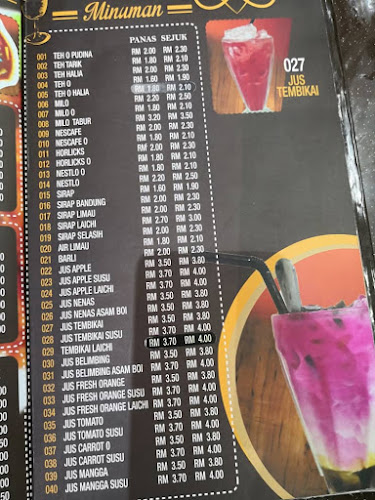 Minuman
PANAS SEJUK
001 TEH O PUDINA RM 2.00 RM 2.30
002 TEH TARIK RM 1.80 RM 2.10
003 TEH HALIA RM 2.00 RM 2.30
004 TEH O RM 1.60 RM 1.90
005 TEH O HALIA RM 1.80 RM 2.10
006 MILO RM 2.20 RM 2.50
007 MILO O RM 1.80 RM 2.10
008 MILO TABUR RM 3.20 RM 3.50
009 NESCAFE RM 2.00 RM 2.30
010 NESCAFE O RM 1.80 RM 2.10
011 HORLICKS RM 2.00 RM 2.30
012 HORLICKS O RM 1.80 RM 2.10
013 NESTLO O RM 1.80 RM 2.10
014 NESTLO RM 2.20 RM 2.50
015 SIRAP RM 1.60 RM 1.90
016 SIRAP BANDUNG RM 2.00 RM 2.30
017 SIRAP LIMAU RM 2.00 RM 2.30
018 SIRAP LAICHI RM 2.70 RM 3.00
019 SIRAP SELASIH RM 2.00 RM 2.30
020 AIR LIMAU RM 1.80 RM 2.10
021 BARLI RM 2.00 RM 2.30
022 JUS APPLE RM 3.50 RM 3.80
023 JUS APPLE SUSU RM 3.70 RM 4.00
024 JUS APPLE LAICHI RM 3.70 RM 4.00
025 JUS NENAS RM 3.50 RM 3.80
026 JUS NENAS ASAM BOI RM 3.70 RM 4.00
027 JUS TEMBIKAI RM 3.50 RM 3.80
028 JUS TEMBIKAI SUSU RM 3.70 RM 4.00
029 TEMBIKAI LAICHI RM 3.70 RM 4.00
030 JUS BELIMBING RM 3.50 RM 3.80
031 JUS BELIMBING ASAM BOI RM 3.70 RM 4.00
032 JUS FRESH ORANGE RM 3.50 RM 3.80
033 JUS FRESH ORANGE SUSU RM 3.70 RM 4.00
034 JUS FRESH ORANGE LAICHI RM 3.70 RM 4.00
035 JUS TOMATO RM 3.50 RM 3.80
036 JUS TOMATO SUSU RM 3.70 RM 4.00
037 JUS CARROT O RM 3.50 RM 3.80
038 JUS CARROT SUSU RM 3.70 RM 4.00
039 JUS MANGGA RM 3.50 RM 3.80
040 JUS MANGGA SUSU RM 3.70 RM 4.00
027
JUS
TEMBIKAI